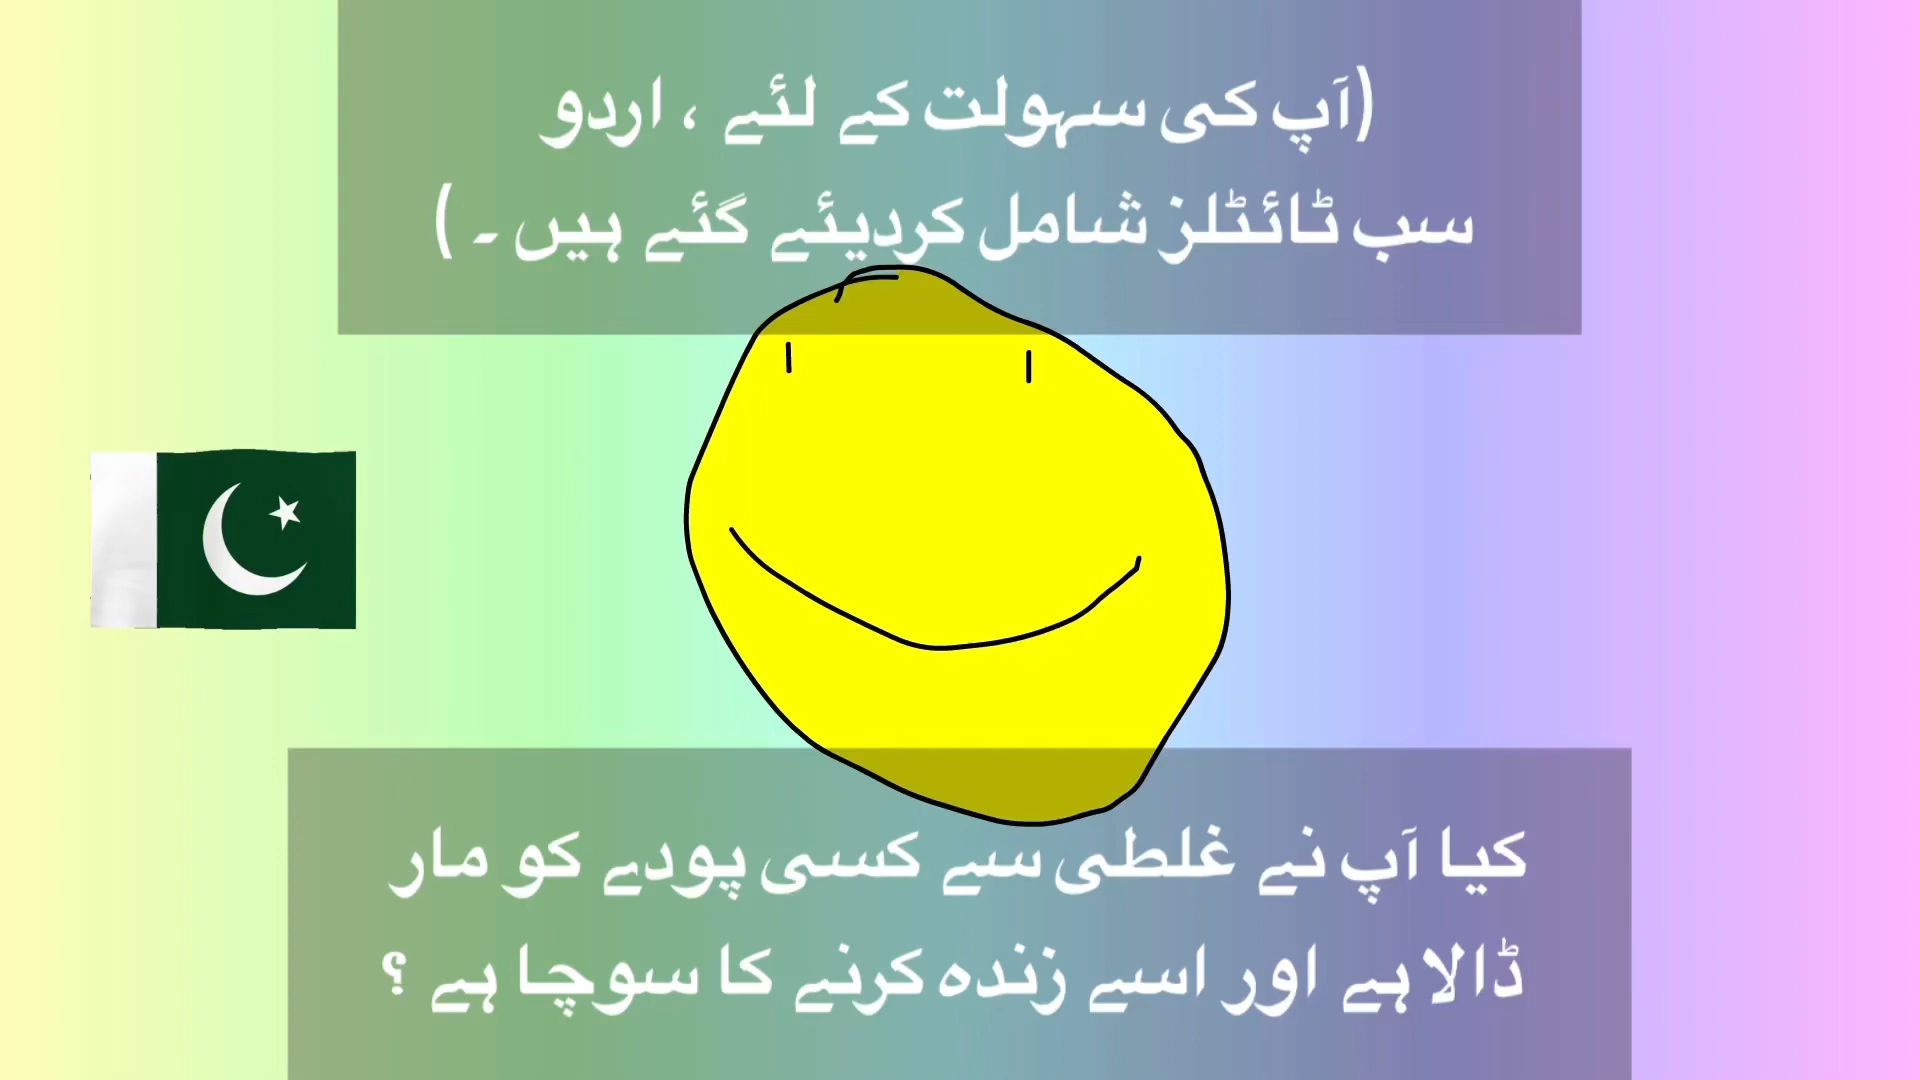 (آپ کی سہولت کے لئے ، اردو
سب ٹائٹلز شامل کردیئے گئے ہیں ۔ )
کیا آپ نے غلطی سے کسی پودے کو مار
ڈالا ہے اور اسے زندہ کرنے کا سوچا ہے ؟